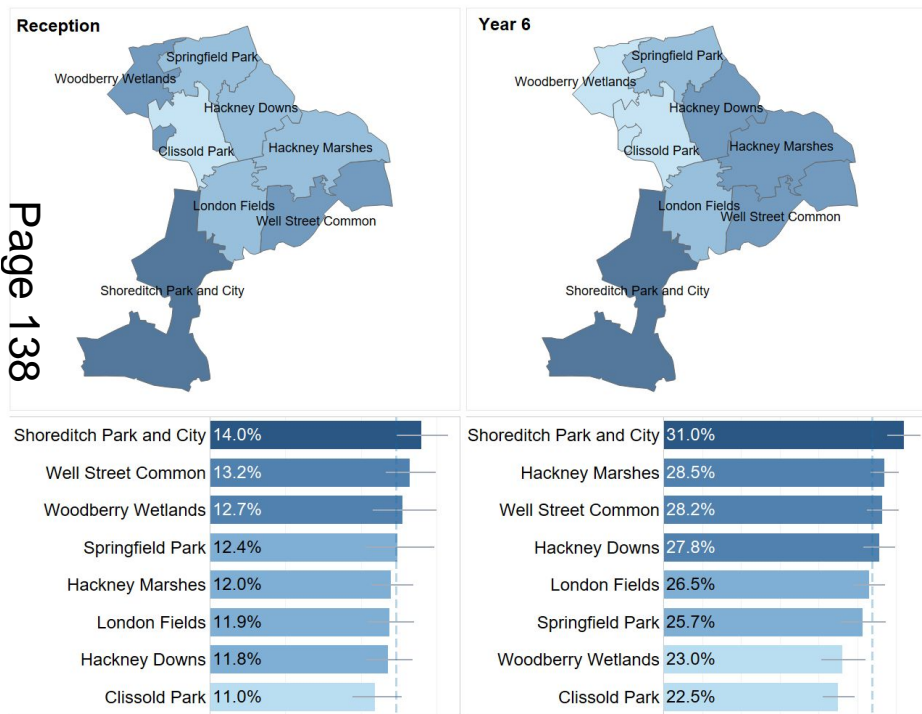 Reception
Springfield Park
Woodberry Wetlands
Hackney Downs
Clissold Park
Hackney Marshes
London Fields
Well Street Common
Shoreditch Park and City
Year 6
Springfield Park
Woodberry Wetlands
Hackney Downs
Clissold Park
Hackney Marshes
London Fields
Well Street Common
Shoreditch Park and City
Page 138
Shoreditch Park and City 14.0%
Well Street Common 13.2%
Woodberry Wetlands 12.7%
Springfield Park 12.4%
Hackney Marshes 12.0%
London Fields 11.9%
Hackney Downs 11.8%
Clissold Park 11.0%
Shoreditch Park and City 31.0%
Hackney Marshes 28.5%
Well Street Common 28.2%
Hackney Downs 27.8%
London Fields 26.5%
Springfield Park 25.7%
Woodberry Wetlands 23.0%
Clissold Park 22.5%